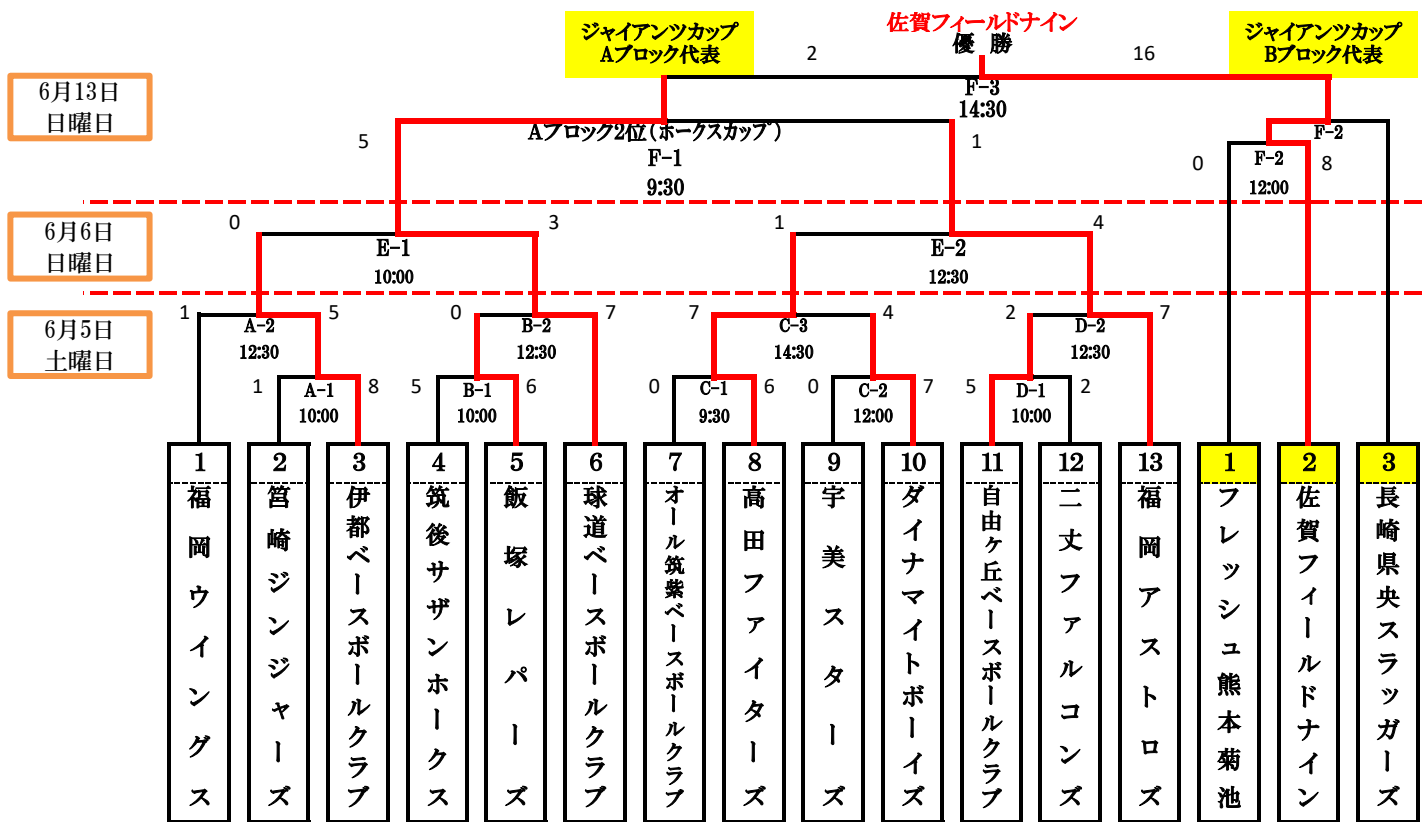 ジャイアンツカップ
Aブロック代表
佐賀フィールドナイン
優 勝
ジャイアンツカップ
Bブロック代表
2
16
F-3
14:30
6月13日
日曜日
Aブロック2位(ホークスカップ)
F-1
9:30
5
1
F-2
F-2
12:00
0
8
6月6日
日曜日
0
3
E-1
10:00
1
4
E-2
12:30
6月5日
土曜日
1
5
A-2
12:30
0
7
B-2
12:30
7
4
C-3
14:30
2
7
D-2
12:30
1
8
A-1
10:00
5
6
B-1
10:00
0
6
C-1
9:30
0
7
C-2
12:00
5
2
D-1
10:00
1
福岡ウイングス
2
筥崎ジンジャーズ
3
伊都ベースボールクラブ
4
筑後サザンホークス
5
飯塚レパーズ
6
球道ベースボールクラブ
7
オール筑紫ベースボールクラブ
8
高田ファイターズ
9
宇美スターズ
10
ダイナマイトボーイズ
11
自由ヶ丘ベースボールクラブ
12
二丈ファルコンズ
13
福岡アストロズ
1
フレッシュ熊本菊池
2
佐賀フィールドナイン
3
長崎県央スラッガーズ